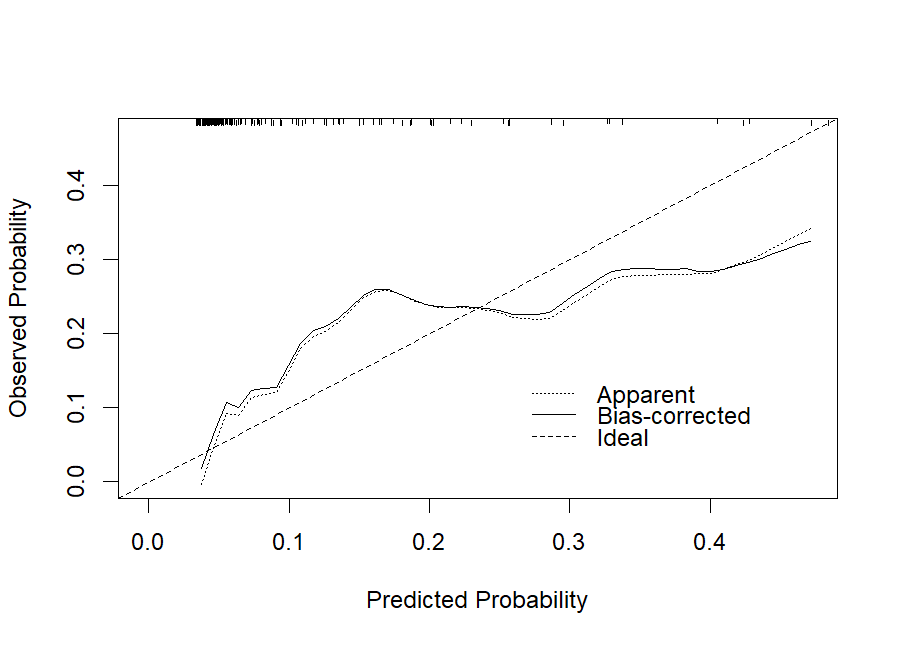 Observed Probability
0.4
0.3
0.2
0.1
0.0
Apparent
Bias-corrected
Ideal
0.0 0.1 0.2 0.3 0.4
Predicted Probability